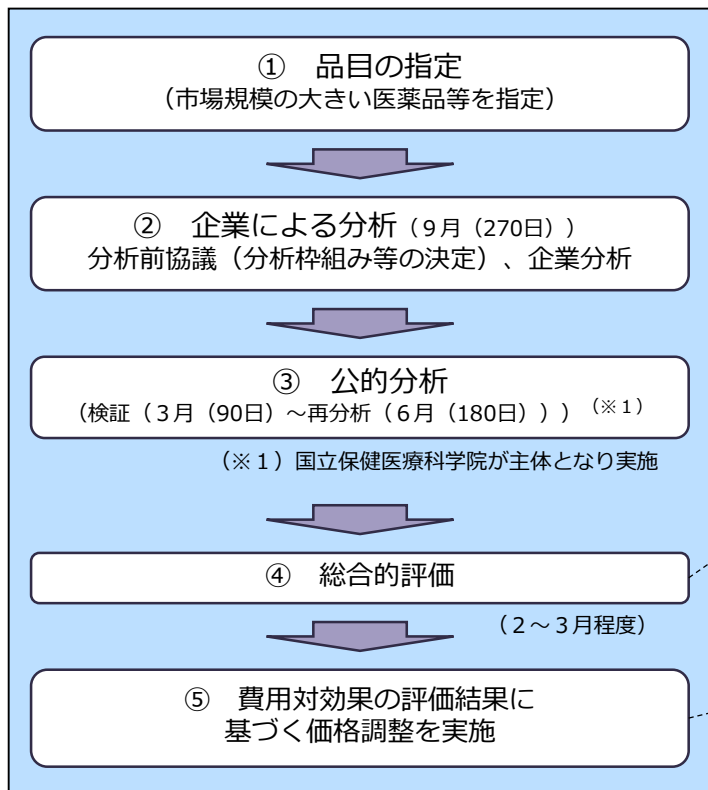 ① 品目の指定
（市場規模の大きい医薬品等を指定）
② 企業による分析（９月（270日））
分析前協議（分析枠組み等の決定）、企業分析
③ 公的分析
（検証（３月（90日）～再分析（６月（180日）））（※１）
（※１）国立保健医療科学院が主体となり実施
④ 総合的評価
（２～３月程度）
⑤ 費用対効果の評価結果に
基づく価格調整を実施